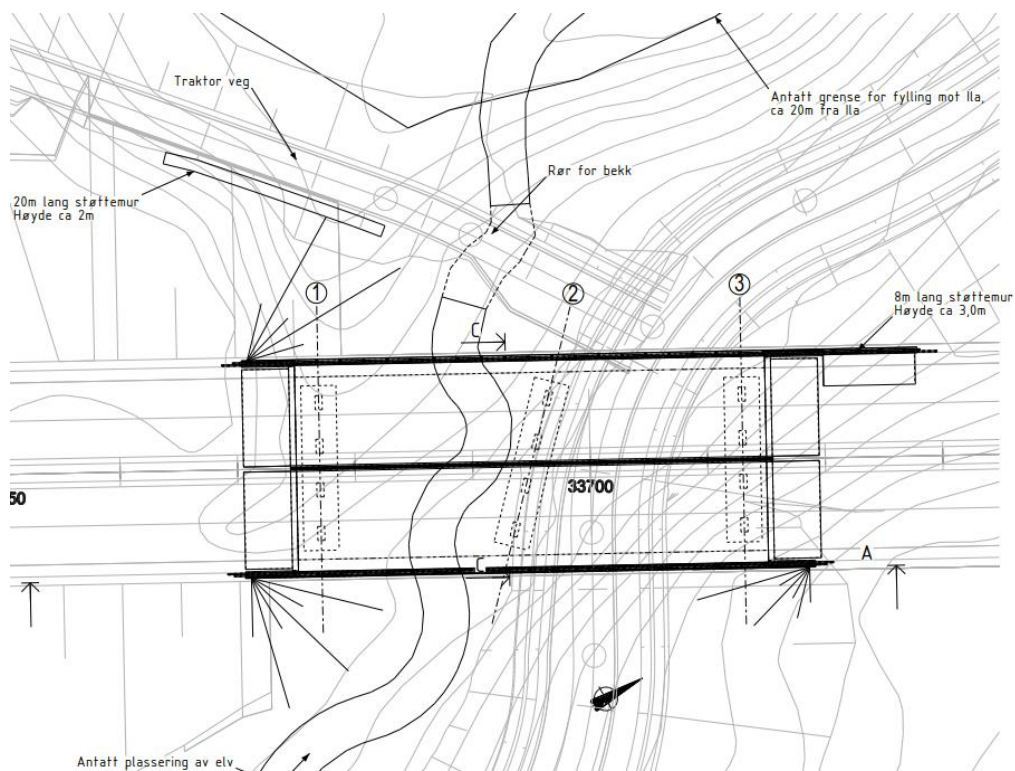 Traktor veg
Antatt grense for fylling mot Ila,
ca 20m fra Ila
Rør for bekk
20m lang støttemur
Høyde ca 2m
1
2
3
8m lang støttemur
Høyde ca 3,0m
C
50
33700
C
A
Antatt plassering av elv